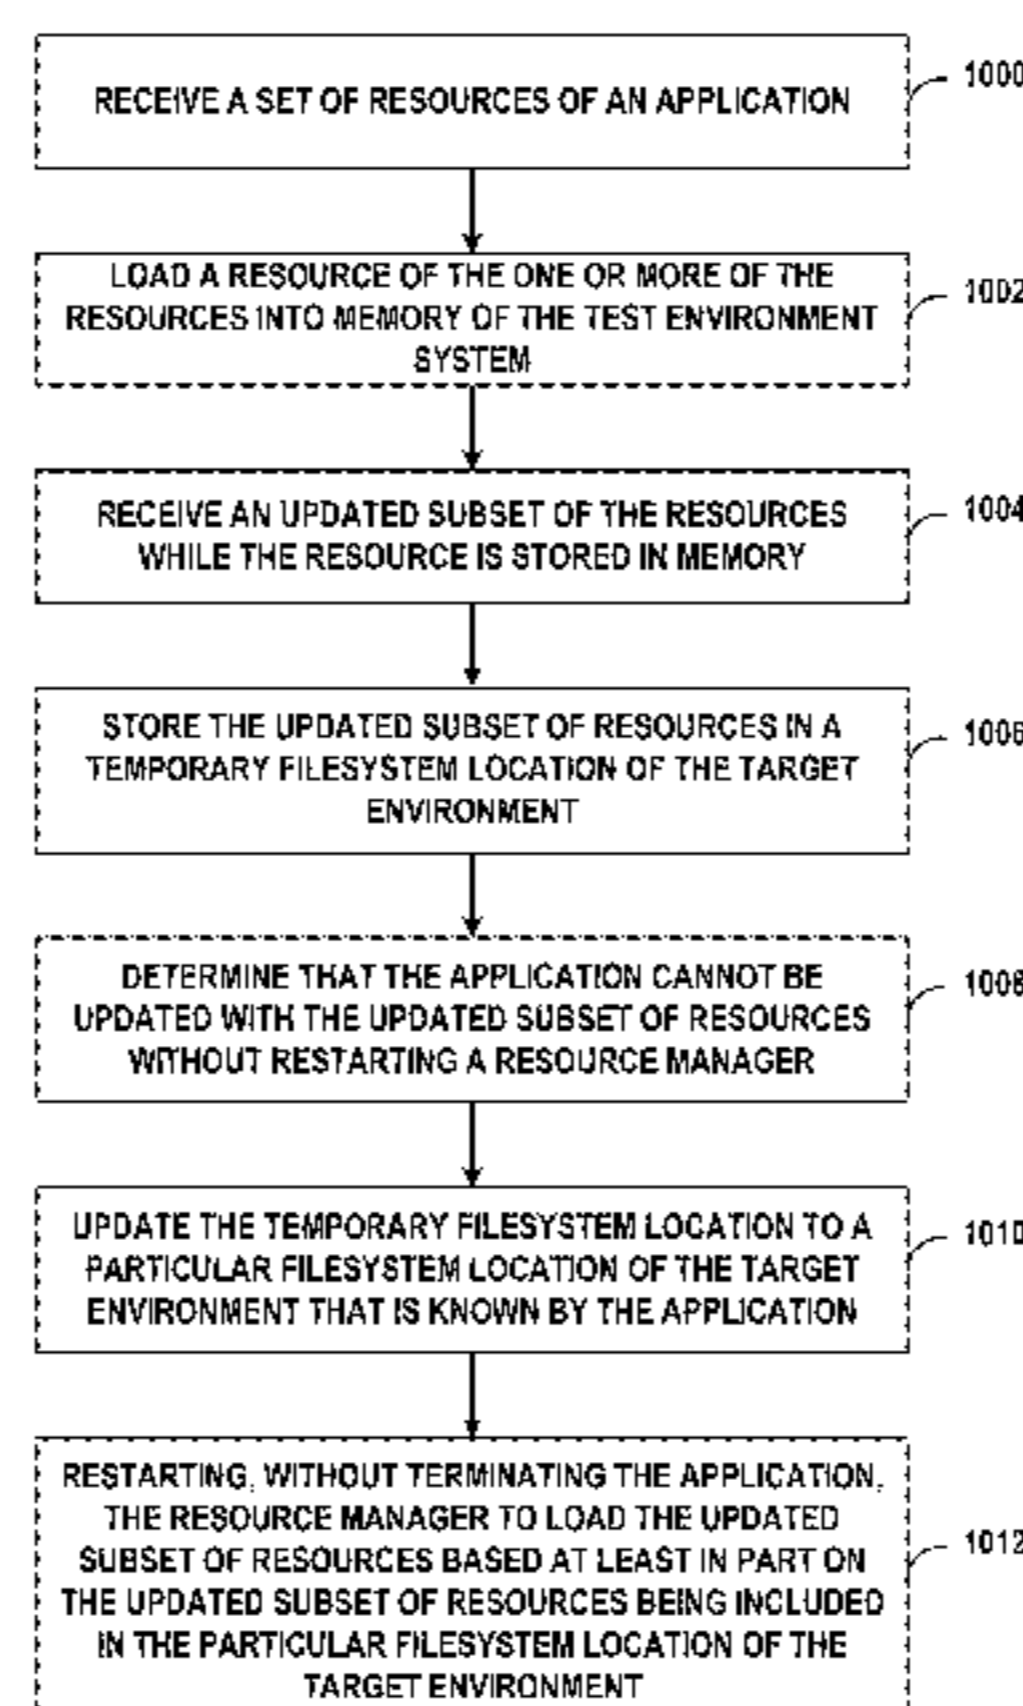 RECEIVE A SET OF RESOURCES OF AN APPLICATION
1000
LOAD A RESOURCE OF THE ONE OR MORE OF THE
RESOURCES INTO MEMORY OF THE TEST ENVIRONMENT
SYSTEM
1002
RECEIVE AN UPDATED SUBSET OF THE RESOURCES
WHILE THE RESOURCE IS STORED IN MEMORY
1004
STORE THE UPDATED SUBSET OF RESOURCES IN A
TEMPORARY FILESYSTEM LOCATION OF THE TARGET
ENVIRONMENT
1006
DETERMINE THAT THE APPLICATION CANNOT BE
UPDATED WITH THE UPDATED SUBSET OF RESOURCES
WITHOUT RESTARTING A RESOURCE MANAGER
1008
UPDATE THE TEMPORARY FILESYSTEM LOCATION TO A
PARTICULAR FILESYSTEM LOCATION OF THE TARGET
ENVIRONMENT THAT IS KNOWN BY THE APPLICATION
1010
RESTARTING, WITHOUT TERMINATING THE APPLICATION,
THE RESOURCE MANAGER TO LOAD THE UPDATED
SUBSET OF RESOURCES BASED AT LEAST IN PART ON
THE UPDATED SUBSET OF RESOURCES BEING INCLUDED
IN THE PARTICULAR FILESYSTEM LOCATION OF THE
TARGET ENVIRONMENT
1012